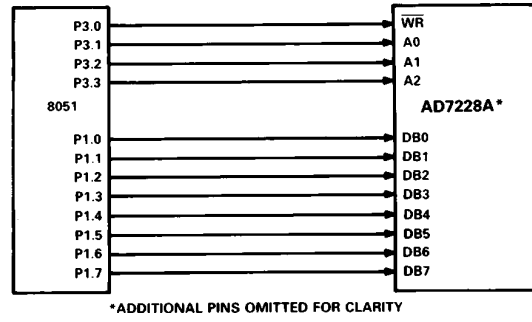 P3.0 WR
P3.1 A0
P3.2 A1
P3.3 A2
8051 AD7228A*
P1.0 DB0
P1.1 DB1
P1.2 DB2
P1.3 DB3
P1.4 DB4
P1.5 DB5
P1.6 DB6
P1.7 DB7
*ADDITIONAL PINS OMITTED FOR CLARITY